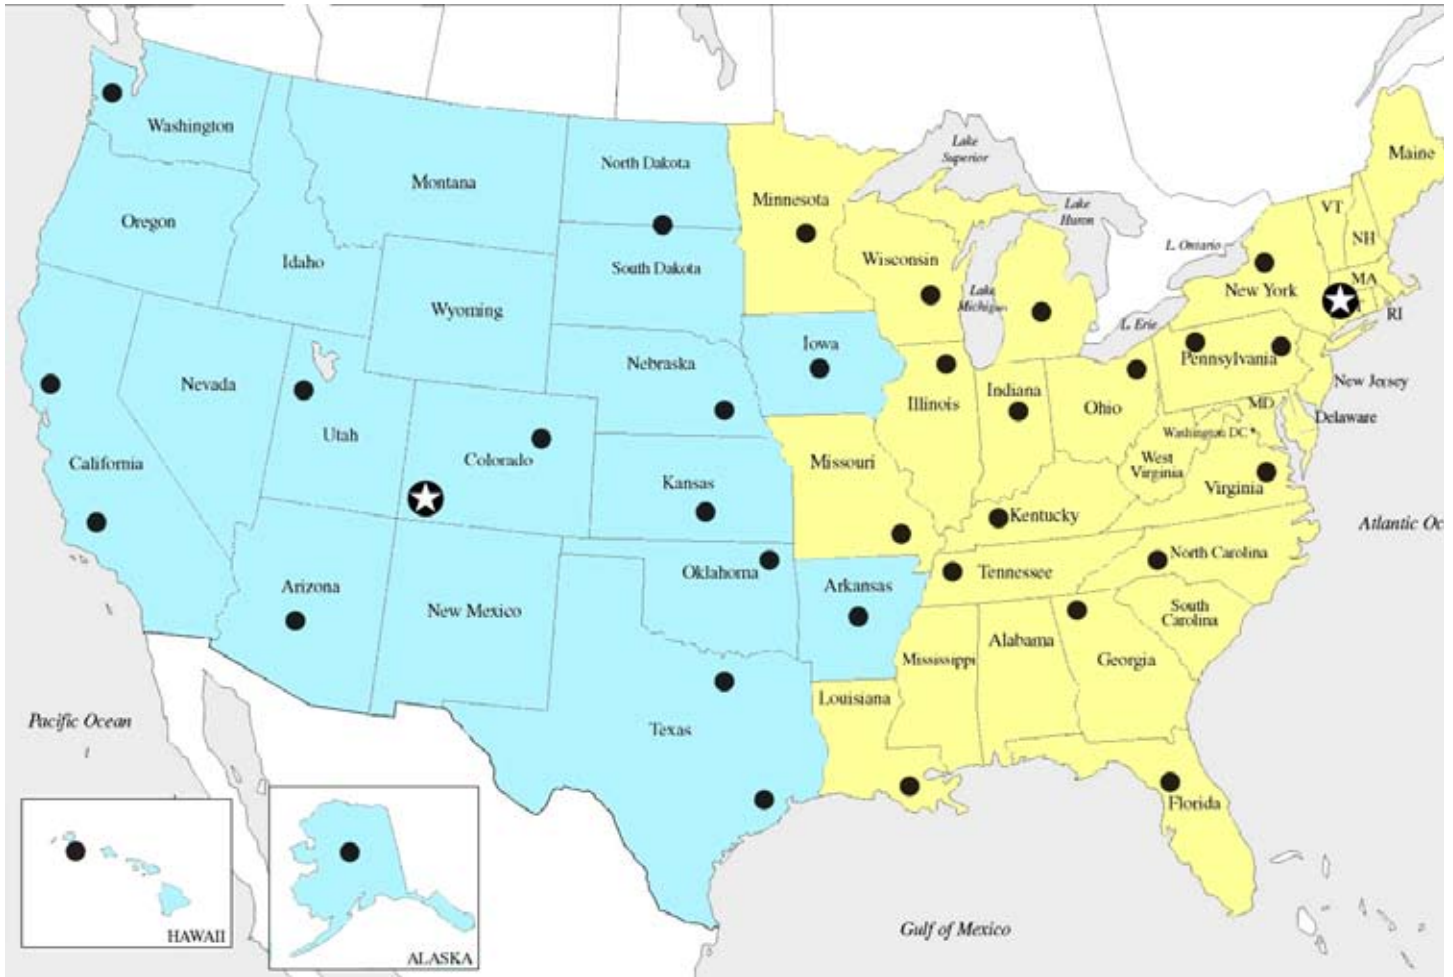 Washington
Montana
North Dakota
Minnesota
Lake
Superior
Maine
Oregon
Idaho
Wyoming
South Dakota
Wisconsin
Lake
Huron
VT
NH
L. Ontario
MA
New York
RI
Lake
L. Erie
Nevada
Utah
Colorado
Nebraska
Iowa
Illinois
Indiana
Ohio
Pennsylvania
New Jersey
MD
Delaware
Washington DC
California
Kansas
Missouri
West
Virginia
Virginia
Kentucky
Atlantic Oc
Arizona
New Mexico
Oklahoma
Arkansas
Tennessee
North Carolina
South
Carolina
Mississippi
Alabama
Georgia
Louisiana
Texas
Pacific Ocean
Florida
Gulf of Mexico
HAWAII
ALASKA